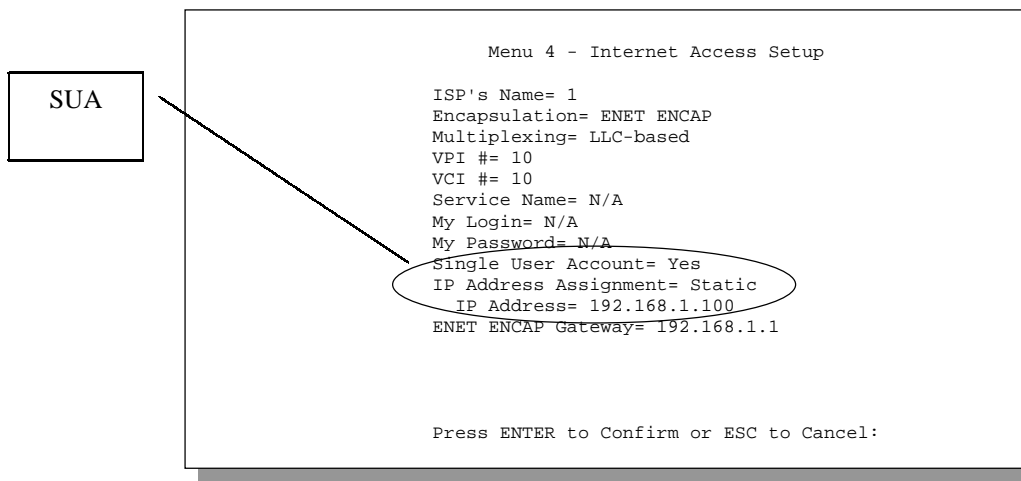 Menu 4 - Internet Access Setup
SUA
ISP's Name= 1
Encapsulation= ENET ENCAP
Multiplexing= LLC-based
VPI #= 10
VCI #= 10
Service Name= N/A
My Login= N/A
My Password= N/A
Single User Account= Yes
IP Address Assignment= Static
IP Address= 192.168.1.100
ENET ENCAP Gateway= 192.168.1.1
Press ENTER to Confirm or ESC to Cancel: